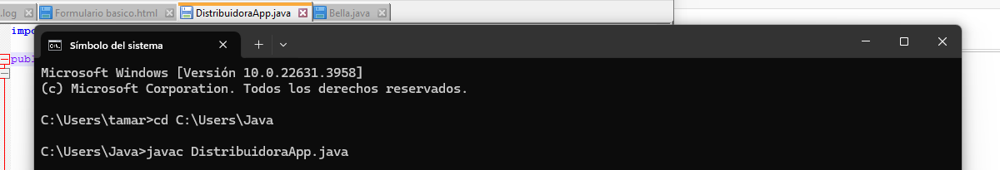 .log Formulario basico.html DistribuidoraApp.java Bella.java
impo
Símbolo del sistema
publ
Microsoft Windows [Versión 10.0.22631.3958]
(c) Microsoft Corporation. Todos los derechos reservados.
C:\Users\tamar>cd C:\Users\Java
C:\Users\Java>javac DistribuidoraApp.java